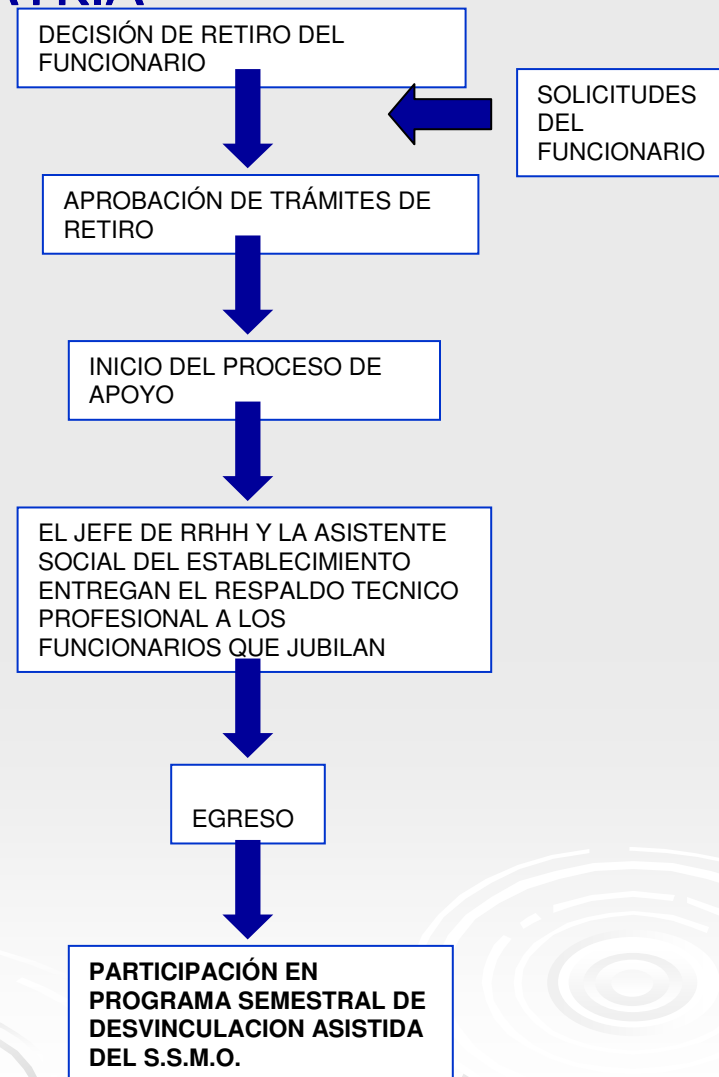 DECISIÓN DE RETIRO DEL
FUNCIONARIO
SOLICITUDES
DEL
FUNCIONARIO
APROBACIÓN DE TRÁMITES DE
RETIRO
INICIO DEL PROCESO DE
APOYO
EL JEFE DE RRHH Y LA ASISTENTE
SOCIAL DEL ESTABLECIMIENTO
ENTREGAN EL RESPALDO TECNICO
PROFESIONAL A LOS
FUNCIONARIOS QUE JUBILAN
EGRESO
PARTICIPACIÓN EN
PROGRAMA SEMESTRAL DE
DESVINCULACION ASISTIDA
DEL S.S.M.O.